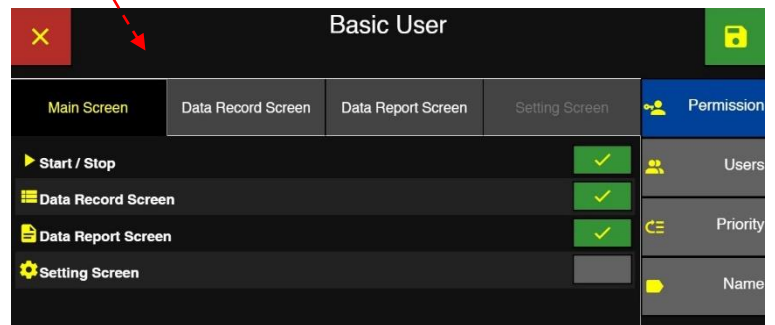 Basic User
Main Screen Data Record Screen Data Report Screen Setting Screen Permission
Start / Stop
Users
Data Record Screen
Data Report Screen
Priority
Setting Screen
Name